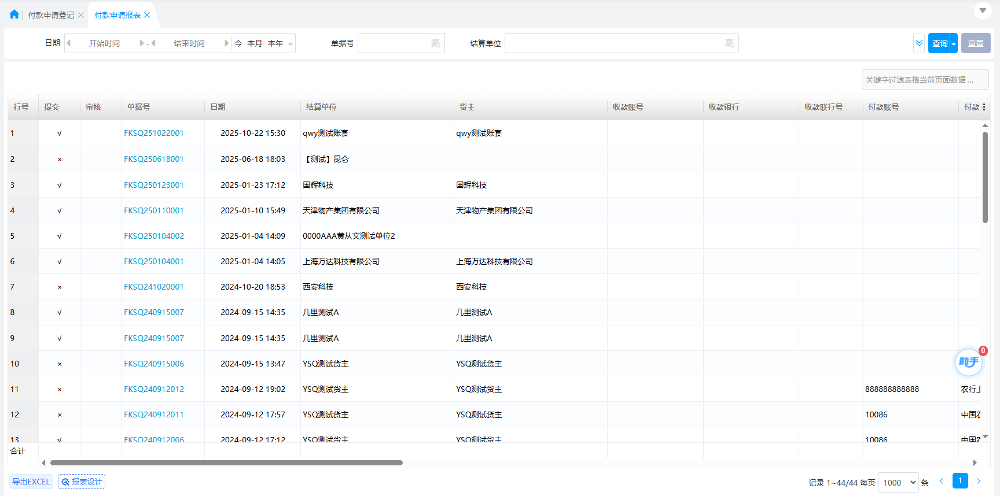 付款申请登记 付款申请报表
日期 开始时间 - 结束时间 今 本月 本年 单据号 高 结算单位 高 查询 重置
关键字过滤表格当前页面数据 ...
行号 提交 审核 单据号 日期 结算单位 货主 收款账号 收款银行 收款联行号 付款账号 付款
1 √ FKSQ251022001 2025-10-22 15:30 qwy测试账套 qwy测试账套
2 × FKSQ250618001 2025-06-18 18:03 【测试】昆仑
3 √ FKSQ250123001 2025-01-23 17:12 国辉科技 国辉科技
4 √ FKSQ250110001 2025-01-10 15:49 天津物产集团有限公司 天津物产集团有限公司
5 √ FKSQ250104002 2025-01-04 14:09 0000AAA黄从文测试单位2
6 √ FKSQ250104001 2025-01-04 14:05 上海万达科技有限公司 上海万达科技有限公司
7 × FKSQ241020001 2024-10-20 18:53 西安科技 西安科技
8 √ FKSQ240915007 2024-09-15 14:35 几里测试A 几里测试A
9 √ FKSQ240915007 2024-09-15 14:35 几里测试A 几里测试A
0
助手
10 × FKSQ240915006 2024-09-15 13:47 YSQ测试货主 YSQ测试货主
11 × FKSQ240912012 2024-09-12 19:02 YSQ测试货主 YSQ测试货主 888888888888 农行上
12 × FKSQ240912011 2024-09-12 17:57 YSQ测试货主 YSQ测试货主 10086 中国农
13 √ FKSQ240912006 2024-09-12 17:12 YSQ测试货主 YSQ测试货主 10086 中国农
合计
导出EXCEL 报表设计 记录 1~44/44 每页 1000 条 1